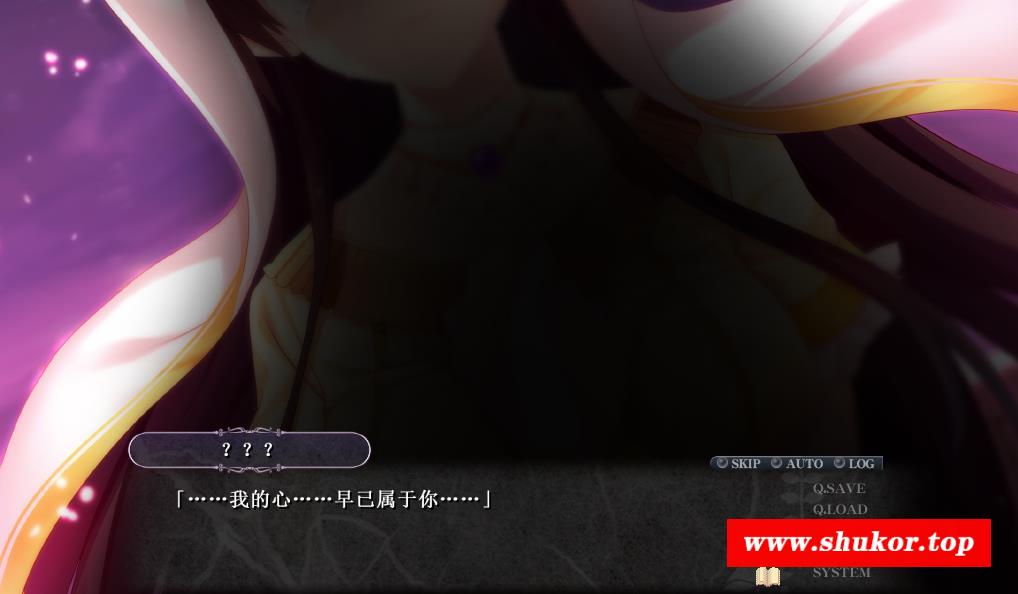 ？？？
「……我的心……早已属于你……」
SKIP AUTO LOG
Q.SAVE
Q.LOAD
www.shukor.top
SYSTEM